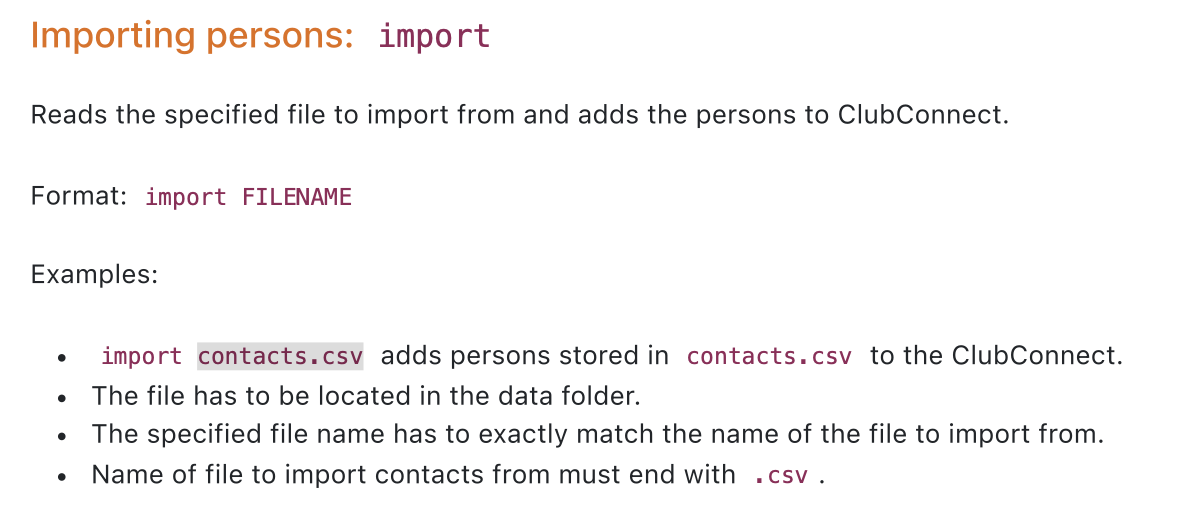 Importing persons: import
Reads the specified file to import from and adds the persons to ClubConnect.
Format: import FILENAME
Examples:
• import contacts.csv adds persons stored in contacts.csv to the ClubConnect.
• The file has to be located in the data folder.
• The specified file name has to exactly match the name of the file to import from.
• Name of file to import contacts from must end with .csv .